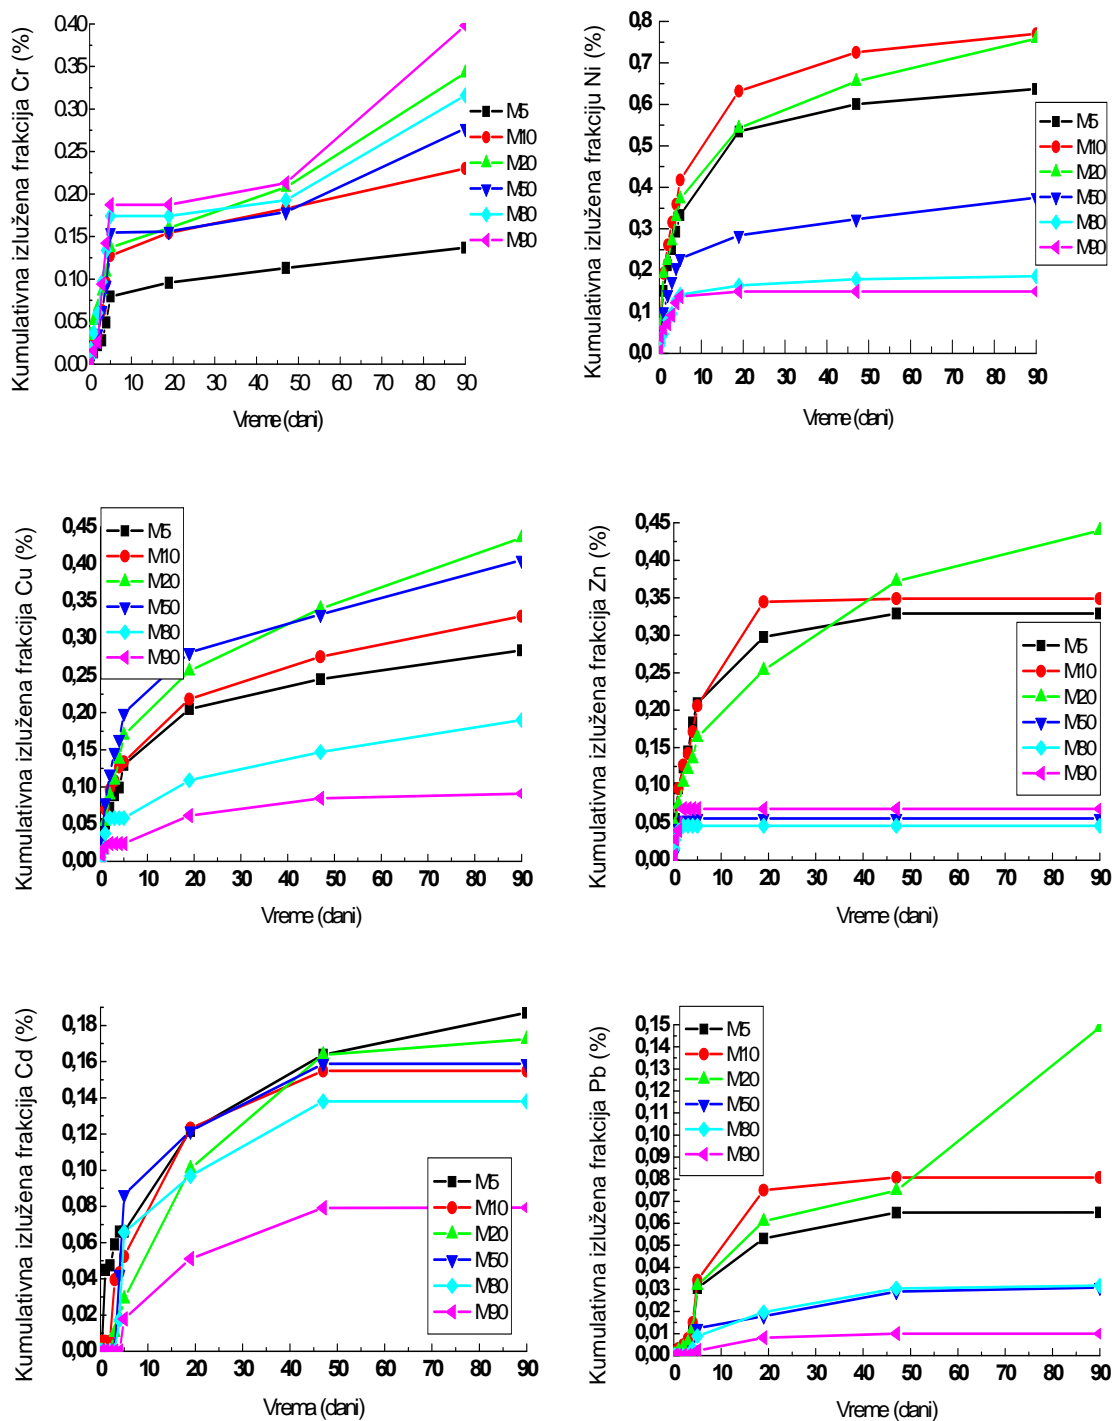 Kumulativna izlužena frakcija Cr (%)
0.40
0.35
0.30
0.25
0.20
0.15
0.10
0.05
0.00
0 10 20 30 40 50 60 70 80 90
Vreme (dani)
M5
M10
M20
M50
M80
M90
Kumulativna izlužena frakciju Ni (%)
0,8
0,7
0,6
0,5
0,4
0,3
0,2
0,1
0,0
0 10 20 30 40 50 60 70 80 90
Vreme (dani)
M5
M10
M20
M50
M80
M90
Kumulativna izlužena frakcija Cu (%)
0,45
0,40
0,35
0,30
0,25
0,20
0,15
0,10
0,05
0,00
0 10 20 30 40 50 60 70 80 90
Vreme (dani)
M5
M10
M20
M50
M80
M90
Kumulativna izlužena frakcija Zn (%)
0,45
0,40
0,35
0,30
0,25
0,20
0,15
0,10
0,05
0,00
0 10 20 30 40 50 60 70 80 90
Vreme (dani)
M5
M10
M20
M50
M80
M90
Kumulativna izlužena frakcija Cd (%)
0,18
0,16
0,14
0,12
0,10
0,08
0,06
0,04
0,02
0,00
0 10 20 30 40 50 60 70 80 90
Vrema (dani)
M5
M10
M20
M50
M80
M90
Kumulativna izlužena frakcija Pb (%)
0,15
0,14
0,13
0,12
0,11
0,10
0,09
0,08
0,07
0,06
0,05
0,04
0,03
0,02
0,01
0,00
0 10 20 30 40 50 60 70 80 90
Vreme (dani)
M5
M10
M20
M50
M80
M90